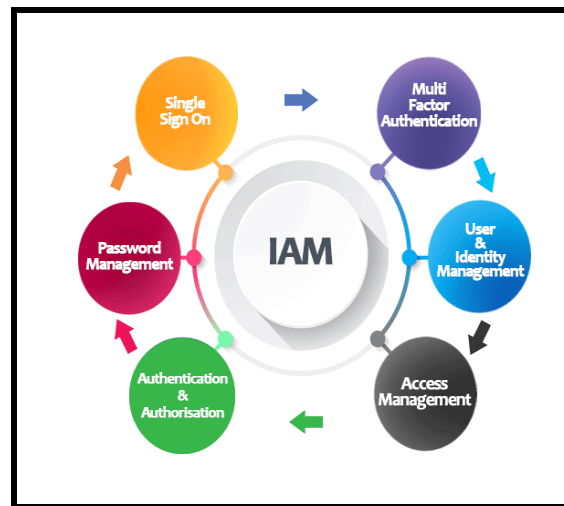 Single
Sign On
Multi
Factor
Authentication
User
&
Identity
Management
Access
Management
Authentication
&
Authorisation
Password
Management
IAM